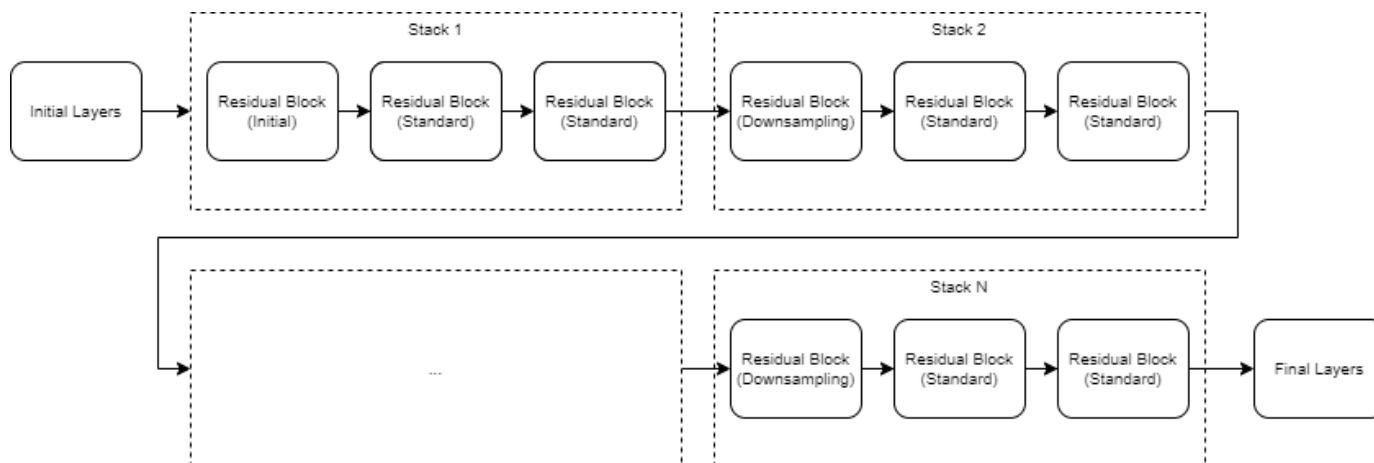 Stack 1
Stack 2
Initial Layers
Residual Block
(Initial)
Residual Block
(Standard)
Residual Block
(Standard)
Residual Block
(Downsampling)
Residual Block
(Standard)
Residual Block
(Standard)
...
Stack N
Residual Block
(Downsampling)
Residual Block
(Standard)
Residual Block
(Standard)
Final Layers